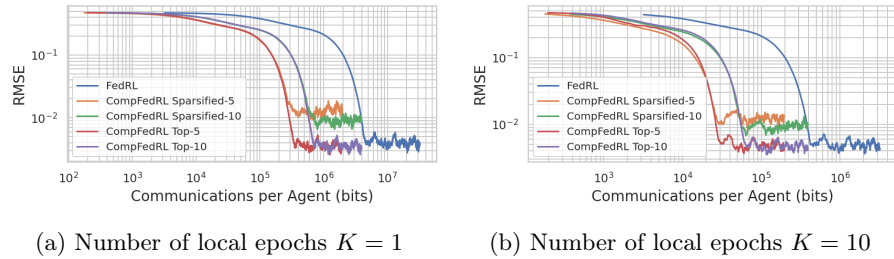 RMSE
10⁻¹
10⁻²
FedRL
CompFedRL Sparsified-5
CompFedRL Sparsified-10
CompFedRL Top-5
CompFedRL Top-10
10² 10³ 10⁴ 10⁵ 10⁶ 10⁷
Communications per Agent (bits)
(a) Number of local epochs K = 1
RMSE
10⁻¹
10⁻²
FedRL
CompFedRL Sparsified-5
CompFedRL Sparsified-10
CompFedRL Top-5
CompFedRL Top-10
10³ 10⁴ 10⁵ 10⁶
Communications per Agent (bits)
(b) Number of local epochs K = 10